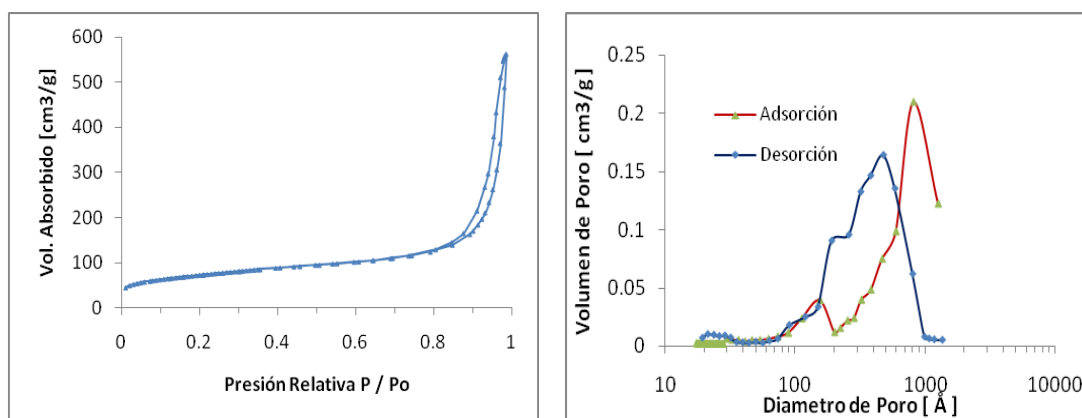 Vol. Absorbido [cm3/g]
600
500
400
300
200
100
0
0 0.2 0.4 0.6 0.8 1
Presión Relativa P / Po
Volumen de Poro [ cm3/g ]
0.25
0.2
0.15
0.1
0.05
0
Adsorción
Desorción
10 100 1000 10000
Diametro de Poro [ Å ]